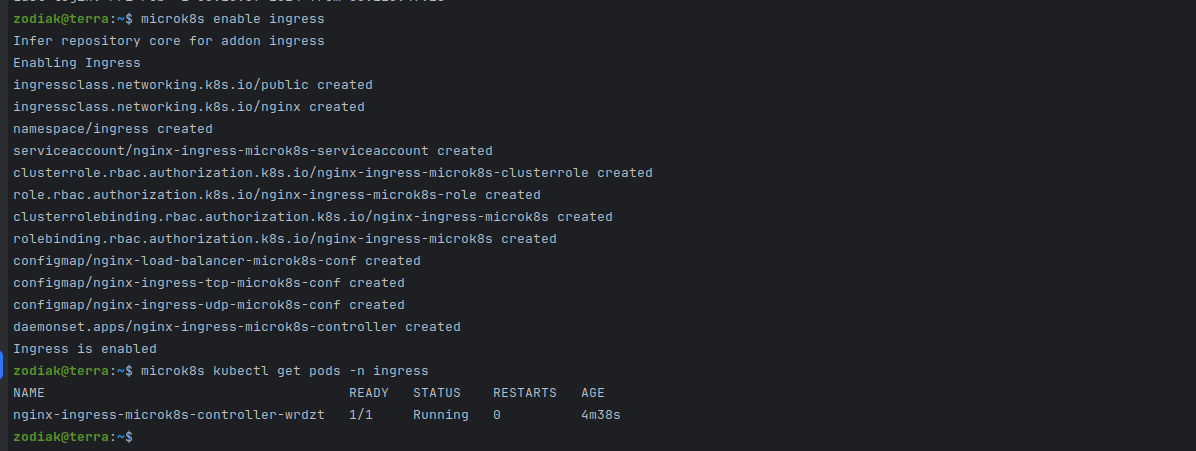 zodiak@terra:~$ microk8s enable ingress
Infer repository core for addon ingress
Enabling Ingress
ingressclass.networking.k8s.io/public created
ingressclass.networking.k8s.io/nginx created
namespace/ingress created
serviceaccount/nginx-ingress-microk8s-serviceaccount created
clusterrole.rbac.authorization.k8s.io/nginx-ingress-microk8s-clusterrole created
role.rbac.authorization.k8s.io/nginx-ingress-microk8s-role created
clusterrolebinding.rbac.authorization.k8s.io/nginx-ingress-microk8s created
rolebinding.rbac.authorization.k8s.io/nginx-ingress-microk8s created
configmap/nginx-load-balancer-microk8s-conf created
configmap/nginx-ingress-tcp-microk8s-conf created
configmap/nginx-ingress-udp-microk8s-conf created
daemonset.apps/nginx-ingress-microk8s-controller created
Ingress is enabled
zodiak@terra:~$ microk8s kubectl get pods -n ingress
NAME READY STATUS RESTARTS AGE
nginx-ingress-microk8s-controller-wrdzt 1/1 Running 0 4m38s
zodiak@terra:~$